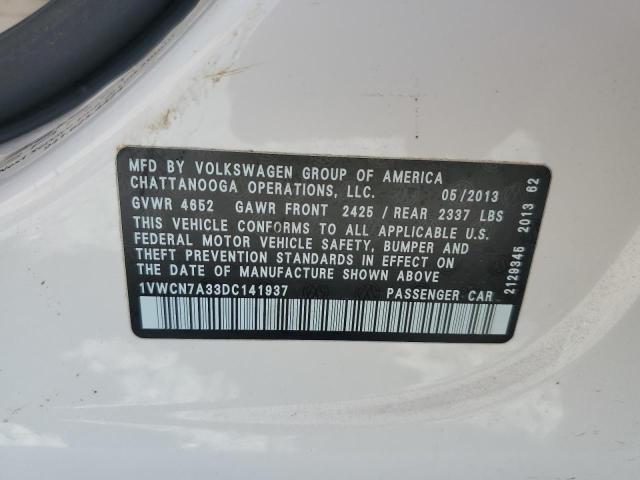 MFD BY VOLKSWAGEN GROUP OF AMERICA
CHATTANOOGA OPERATIONS, LLC. 05/2013
GVWR 4652 GAWR FRONT 2425 / REAR 2337 LBS
THIS VEHICLE CONFORMS TO ALL APPLICABLE U.S.
FEDERAL MOTOR VEHICLE SAFETY, BUMPER AND
THEFT PREVENTION STANDARDS IN EFFECT ON
THE DATE OF MANUFACTURE SHOWN ABOVE
1VWCN7A33DC141937 PASSENGER CAR
2129346 2013 62